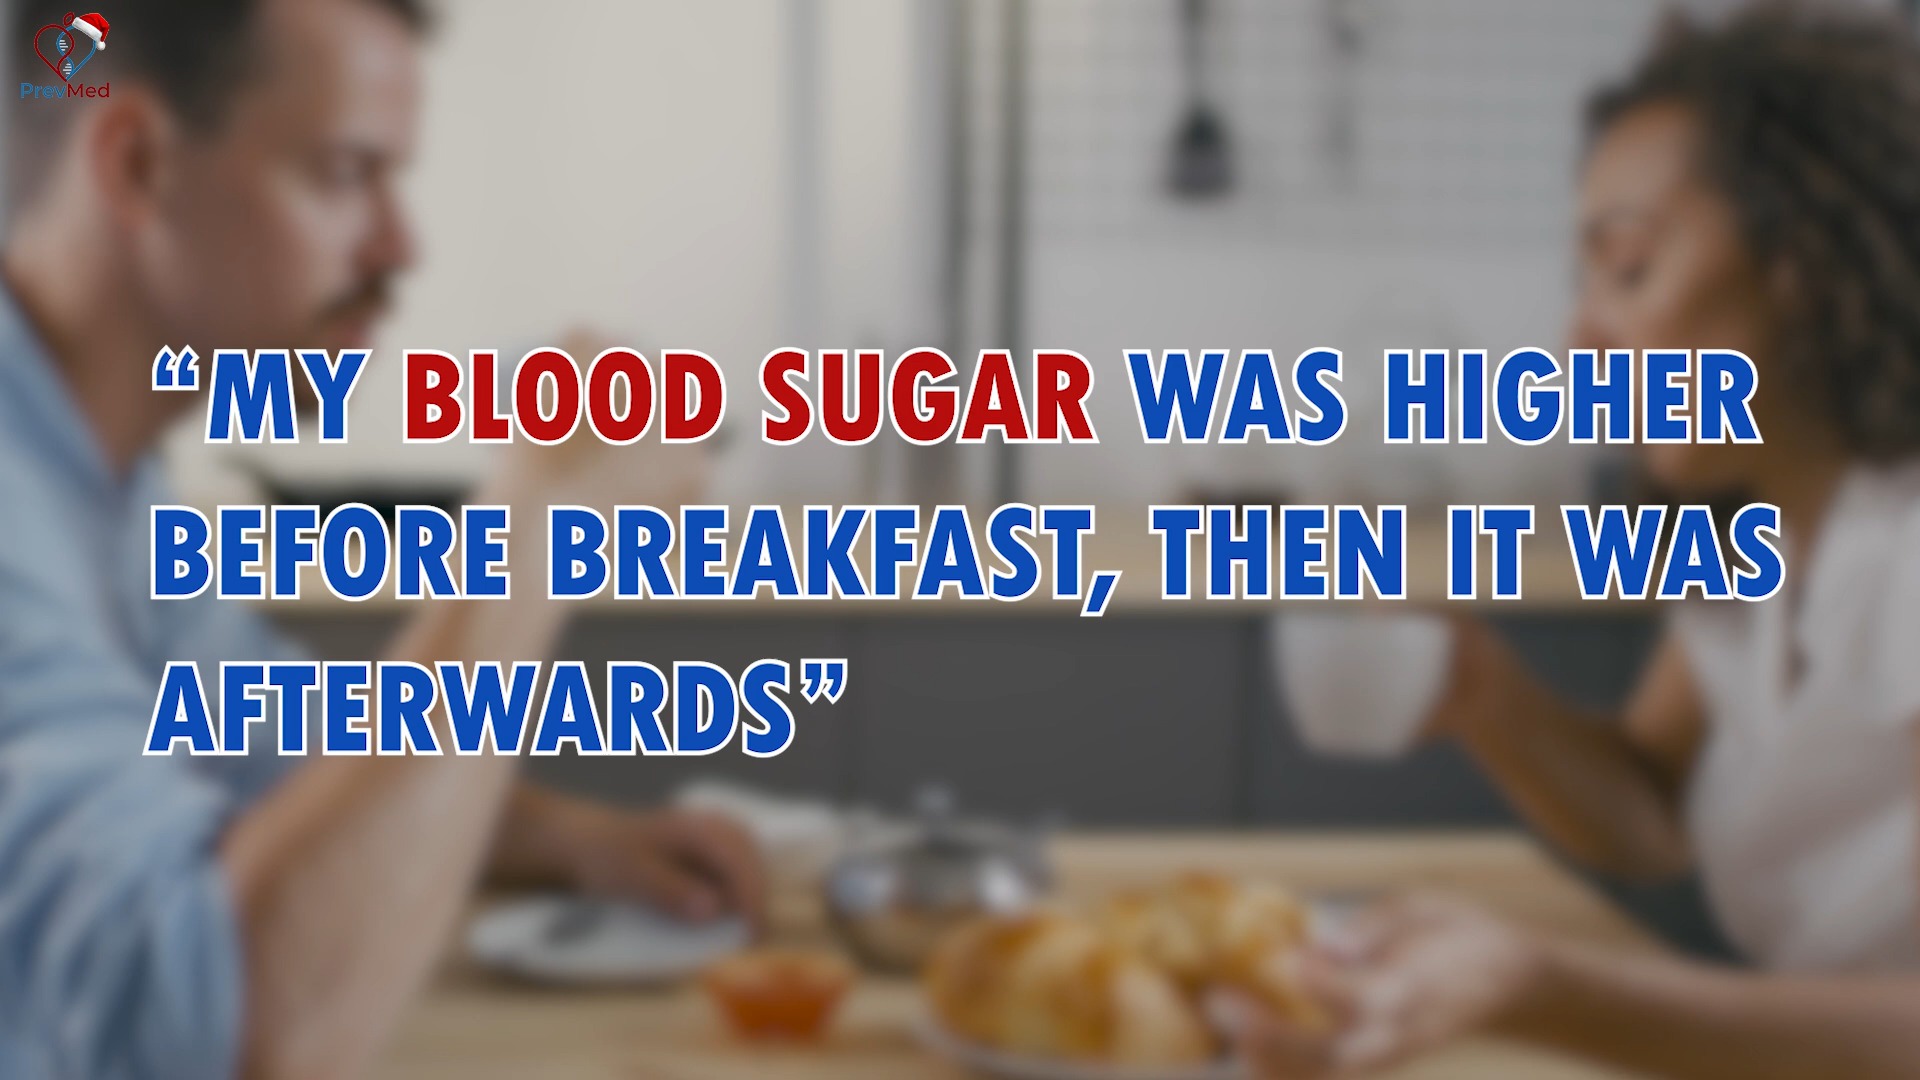 PrevMed
“MY BLOOD SUGAR WAS HIGHER
BEFORE BREAKFAST, THEN IT WAS
AFTERWARDS”